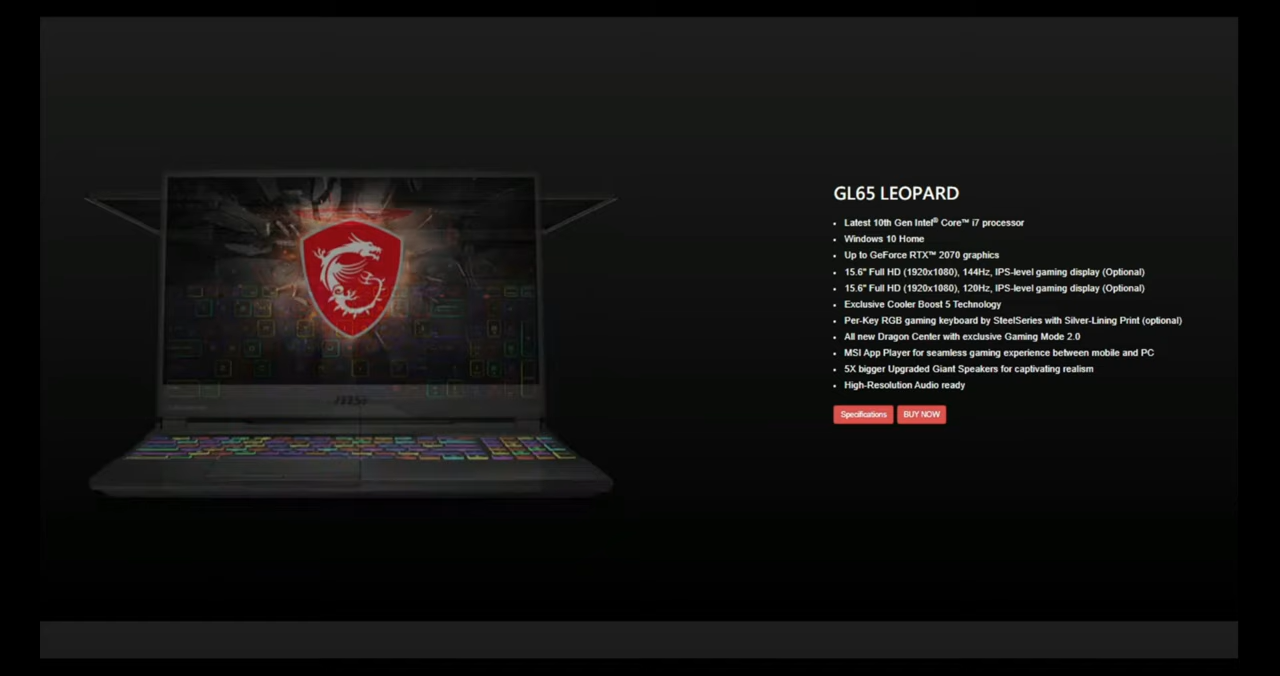 GL65 LEOPARD
Latest 10th Gen Intel® Core™ i7 processor
Windows 10 Home
Up to GeForce RTX™ 2070 graphics
15.6" Full HD (1920x1080), 144Hz, IPS-level gaming display (Optional)
15.6" Full HD (1920x1080), 120Hz, IPS-level gaming display (Optional)
Exclusive Cooler Boost 5 Technology
Per-Key RGB gaming keyboard by SteelSeries with Silver-Lining Print (optional)
All new Dragon Center with exclusive Gaming Mode 2.0
MSI App Player for seamless gaming experience between mobile and PC
5X bigger Upgraded Giant Speakers for captivating realism
High-Resolution Audio ready
Specifications BUY NOW
msi